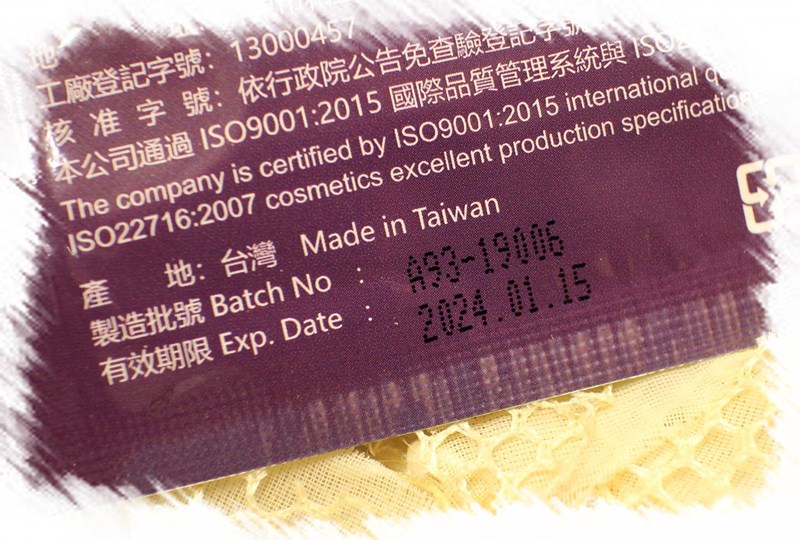 地
工廠登記字號：13000457
核 准 字 號：依行政院公告免查驗登記字號
本公司通過 ISO9001:2015 國際品質管理系統與
The company is certified by ISO9001:2015 international
ISO22716:2007 cosmetics excellent production specification
產 地：台灣 Made in Taiwan
製造批號 Batch No : A93-19006
有效期限 Exp. Date : 2024.01.15